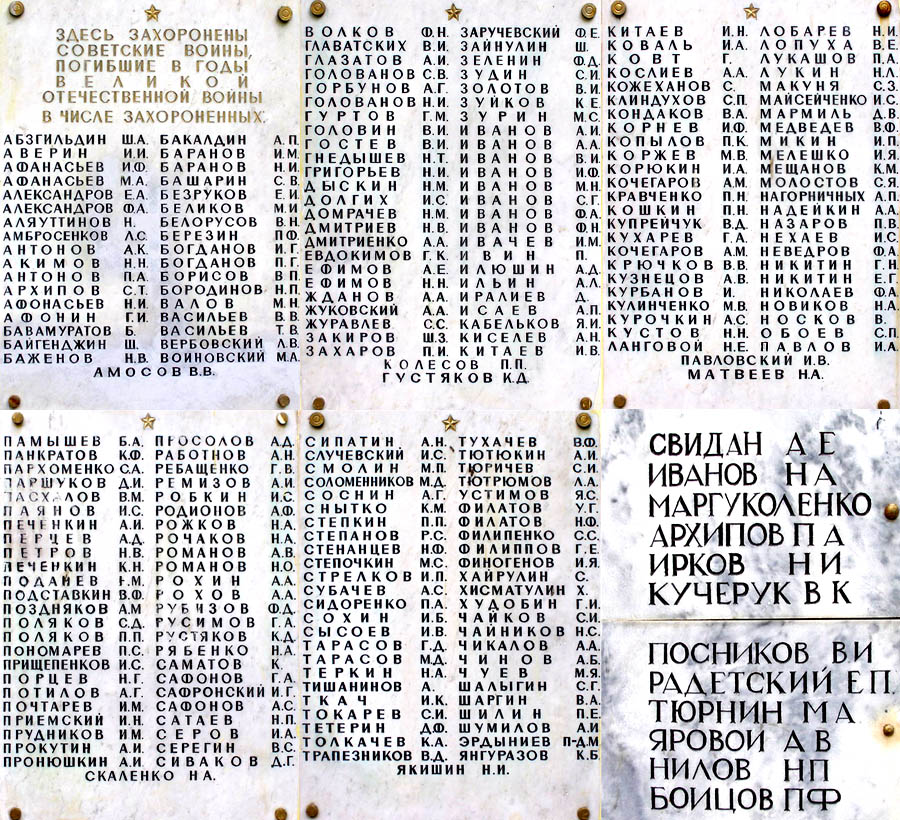 ЗДЕСЬ ЗАХОРОНЕНЫ
СОВЕТСКИЕ ВОИНЫ,
ПОГИБШИЕ В ГОДЫ
ВЕЛИКОЙ
ОТЕЧЕСТВЕННОЙ ВОЙНЫ
В ЧИСЛЕ ЗАХОРОНЕННЫХ:
АБЗГИЛЬДИН Ш.А. БАКАЛДИН А.П.
АВЕРИН И.И. БАРАНОВ И.М.
АФАНАСЬЕВ И.Ф. БАРАНОВ Н.И.
АФАНАСЬЕВ М.А. БАШАРИН С.В.
АЛЕКСАНДРОВ Е.А. БЕЗРУКОВ Е.И.
АЛЕКСАНДРОВ Ф.А. БЕЛИКОВ М.И.
АЛЯУТТИНОВ Н. БЕЛОРУСОВ В.Н.
АМБРОСЕНКОВ Л.С. БЕРЕЗИН П.Ф.
АНТОНОВ А.К. БОГДАНОВ И.Г.
АКИМОВ Н.Н. БОГДАНОВ П.Г.
АНТОНОВ П.А. БОРИСОВ В.П.
АРХИПОВ С.Т. БОРОДИНОВ Н.П.
АФОНАСЬЕВ Н.И. ВАЛОВ М.Н.
АФОНИН Г.И. ВАСИЛЬЕВ В.В.
БАВАМУРАТОВ Б. ВАСИЛЬЕВ Т.В.
БАЙГЕНДЖИН Ш. ВЕРБОВСКИЙ Л.В.
БАЖЕНОВ Н.В. ВОИНОВСКИЙ М.А.
АМОСОВ В.В.
ВОЛКОВ Ф.Н. ЗАРУЧЕВСКИЙ Ф.Е.
ГЛАВАТСКИХ В.И. ЗАЙНУЛИН Ш.
ГЛАЗАТОВ А.И. ЗЕЛЕНИН Ф.Д.
ГОЛОВАНОВ С.В. ЗУДИН С.И.
ГОРБУНОВ А.Г. ЗОЛОТОВ В.И.
ГОЛОВАНОВ Н.И. ЗУЙКОВ К.Е.
ГУРТОВ Г.М. ЗУРИН М.С.
ГОЛОВИН В.И. ИВАНОВ А.И.
ГОСТЕВ В.И. ИВАНОВ Д.И.
ГНЕДЫШЕВ Н.Т. ИВАНОВ В.И.
ГРИГОРЬЕВ Н.И. ИВАНОВ И.Ф.
ДЫСКИН Н.М. ИВАНОВ Н.М.
ДОЛГИХ И.С. ИВАНОВ С.Г.
ДОМРАЧЕВ Н.М. ИВАНОВ Ф.А.
ДМИТРИЕВ Н.В. ИВАНОВ Ф.Н.
ДМИТРИЕНКО А.А. ИВАЧЕВ И.М.
ЕВДОКИМОВ Г.К. ИВИН П.
ЕФИМОВ А.Е. ИЛЮШИН А.Д.
ЕФИМОВ Н.Н. ИЛЬИН А.Л.
ЖДАНОВ А.А. ИРАЛИЕВ Д.
ЖУКОВСКИЙ А.А. ИСАЕВ А.П.
ЖУРАВЛЕВ С.С. КАБЕЛЬКОВ Я.И.
ЗАКИРОВ Ш.З. КИСЕЛЕВ А.Н.
ЗАХАРОВ П.И. КИТАЕВ И.В.
КОЛЕСОВ П.П.
ГУСТЯКОВ К.Д.
КИТАЕВ И.Н. ЛОБАРЕВ Н.И.
КОВАЛЬ И.А. ЛОПУХА В.Е.
КОВТ Г. ЛУКАШОВ П.А.
КОСЛИЕВ А.А. ЛУКИН Н.Л.
КОЖЕХАНОВ С. МАКУНЯ С.З.
КЛИНДУХОВ С.П. МАЙСЕЙЧЕНКО И.С.
КОНДАКОВ В.А. МАРМИЛЬ Д.В.
КОРНЕВ И.Ф. МЕДВЕДЕВ В.Ф.
КОПЫЛОВ П.К. МИКИН И.П.
КОРЖЕВ М.В. МЕЛЕШКО И.Я.
КОРЮКИН И.А. МЕЩАНОВ К.М.
КОЧЕГАРОВ А.М. МОЛОСТОВ С.Я.
КРАВЧЕНКО П.Н. НАГОРНИЧНЫХ А.П.
КОШКИН П.Н. НАДЕЙКИН А.А.
КУПРЕЙЧУК В.Д. НАЗАРОВ П.В.
КУХАРЕВ Г.А. НЕХАЕВ И.С.
КОЧЕГАРОВ А.М. НЕВЕДРОВ Ф.А.
КРЮЧКОВ В.В. НИКИТИН Г.Н.
КУЗНЕЦОВ А.В. НИКИТИН Е.Г.
КУРБАНОВ И. НИКОЛАЕВ Ф.А.
КУЛИНЧЕНКО И.В. НОВИКОВ Н.А.
КУРОЧКИН А.С. НОСКОВ В.
КУСТОВ Н.Н. ОБОЕВ С.П.
ЛАНГОВОЙ Н.Е. ПАВЛОВ И.А.
ПАВЛОВСКИЙ И.В.
МАТВЕЕВ Н.А.
ПАМЫШЕВ Б.А. ПРОСОЛОВ А.Д.
ПАНКРАТОВ К.Ф. РАБОТНОВ А.Н.
ПАРХОМЕНКО С.А. РЕБАЩЕНКО Г.В.
ПАРШУКОВ Д.И. РЕМИЗОВ А.И.
ПАСХАЛОВ В.М. РОБКИН И.С.
ПАЯНОВ И.С. РОДИОНОВ А.Ф.
ПЕЧЕНКИН А.И. РОЖКОВ Н.А.
ПЕРЦЕВ А.Д. РОЧАКОВ Н.А.
ПЕТРОВ Н.В. РОМАНОВ А.В.
ПЕЧЕНКИН К.Н. РОМАНОВ Н.О.
ПОДАНЕВ Г.М. РОХИН А.
ПОДСТАВКИН В.Ф. РОХОВ А.А.
ПОЗДНЯКОВ А.М. РУБИЗОВ Ф.Д.
ПОЛЯКОВ С.Д. РУСИМОВ Г.А.
ПОЛЯКОВ П.П. РУСТЯКОВ К.Д.
ПОНОМАРЕВ П.С. РЯБЕНКО Н.А.
ПРИЩЕПЕНКОВ И.С. САМАТОВ К.
ПОРЦЕВ Н.Г. САФОНОВ Г.А.
ПОТИЛОВ А.Г. САФРОНСКИЙ И.Г.
ПОЧТАРЕВ И.М. САФОНОВ А.С.
ПРИЕМСКИЙ И.Н. САТАЕВ Н.П.
ПРУДНИКОВ И.М. СЕРОВ И.А.
ПРОКУТИН А.И. СЕРЕГИН В.С.
ПРОНЮШКИН А.И. СИВАКОВ Д.Г.
СКАЛЕНКО Н.А.
СИПАТИН А.Н. ТУХАЧЕВ В.Ф.
СЛУЧЕВСКИЙ И.С. ТЮТЮКИН А.И.
СМОЛИН М.П. ТЮРИЧЕВ С.И.
СОЛОМЕННИКОВ М.Д. ТЮТРЮМОВ Л.А.
СОСНИН А.Г. УСТИМОВ Я.С.
СНЫТКО К.М. ФИЛАТОВ У.Г.
СТЕПКИН П.П. ФИЛАТОВ Н.Ф.
СТЕПАНОВ Р.С. ФИЛИПЕНКО С.С.
СТЕНАНЦЕВ Н.Ф. ФИЛИППОВ Г.Е.
СТЕПОЧКИН М.С. ФИНОГЕНОВ И.Я.
СТРЕЛКОВ И.П. ХАЙРУЛИН С.
СУБАЧЕВ А.С. ХИСМАТУЛИН Х.
СИДОРЕНКО П.А. ХУДОБИН Г.И.
СОХИН И.Б. ЧАЙКОВ С.И.
СЫСОЕВ И.В. ЧАЙНИКОВ Н.С.
ТАРАСОВ Г.Д. ЧИКАЛОВ А.А.
ТАРАСОВ М.Д. ЧИНОВ А.Б.
ТЕРКИН Н.А. ЧУЕВ М.Я.
ТИШАНИНОВ А. ШАЛЫГИН С.Г.
ТКАЧ И.К. ШАРГИН В.А.
ТОКАРЕВ С.И. ШИЛИН П.Е.
ТЕТЕРИН Д.Ф. ШУМИЛОВ А.И.
ТОЛКАЧЕВ К.А. ЭРДЫНИЕВ П-Д.М.
ТРАПЕЗНИКОВ В.Д. ЯНГУРАЗОВ К.Б.
ЯКИШИН Н.И.
СВИДАН А Е
ИВАНОВ Н А
МАРГУКОЛЕНКО
АРХИПОВ П А
ИРКОВ Н И
КУЧЕРУК В К
ПОСНИКОВ В И
РАДЕТСКИЙ Е П.
ТЮРНИН М А
ЯРОВОЙ А В
НИЛОВ Н П
БОЙЦОВ П Ф